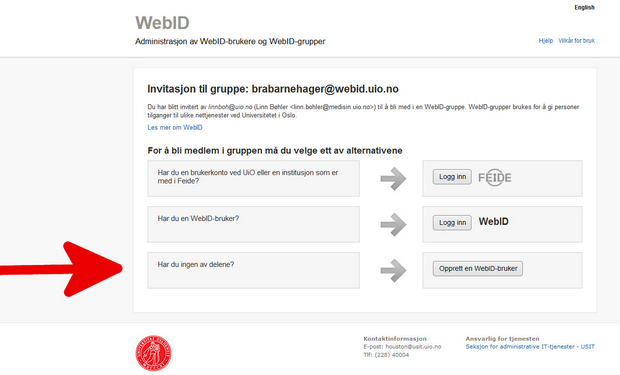 English
WebID
Administrasjon av WebID-brukere og WebID-grupper
Hjelp Vilkår for bruk
Invitasjon til gruppe: brabarnehager@webid.uio.no
Du har blitt invitert av linnboh@uio.no (Linn Bøhler <linn.bohler@medisin.uio.no>) til å bli med i en WebID-gruppe. WebID-grupper brukes for å gi personer
tilganger til ulike nettjenester ved Universitetet i Oslo.
Les mer om WebID
For å bli medlem i gruppen må du velge ett av alternativene
Har du en brukerkonto ved UiO eller en institusjon som er
med i Feide?
Logg inn FEIDE
Har du en WebID-bruker?
Logg inn WebID
Har du ingen av delene?
Opprett en WebID-bruker
Kontaktinformasjon
E-post: houston@usit.uio.no
Tlf: (228) 40004
Ansvarlig for tjenesten
Seksjon for administrative IT-tjenester - USIT